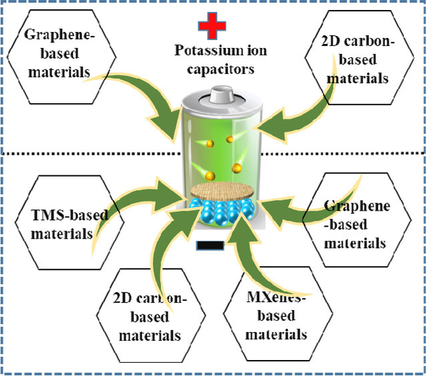 Graphene-
based
materials
Potassium ion
capacitors
2D carbon-
based
materials
TMS-based
materials
Graphene
-based
materials
2D carbon-
based
materials
MXenes-
based
materials